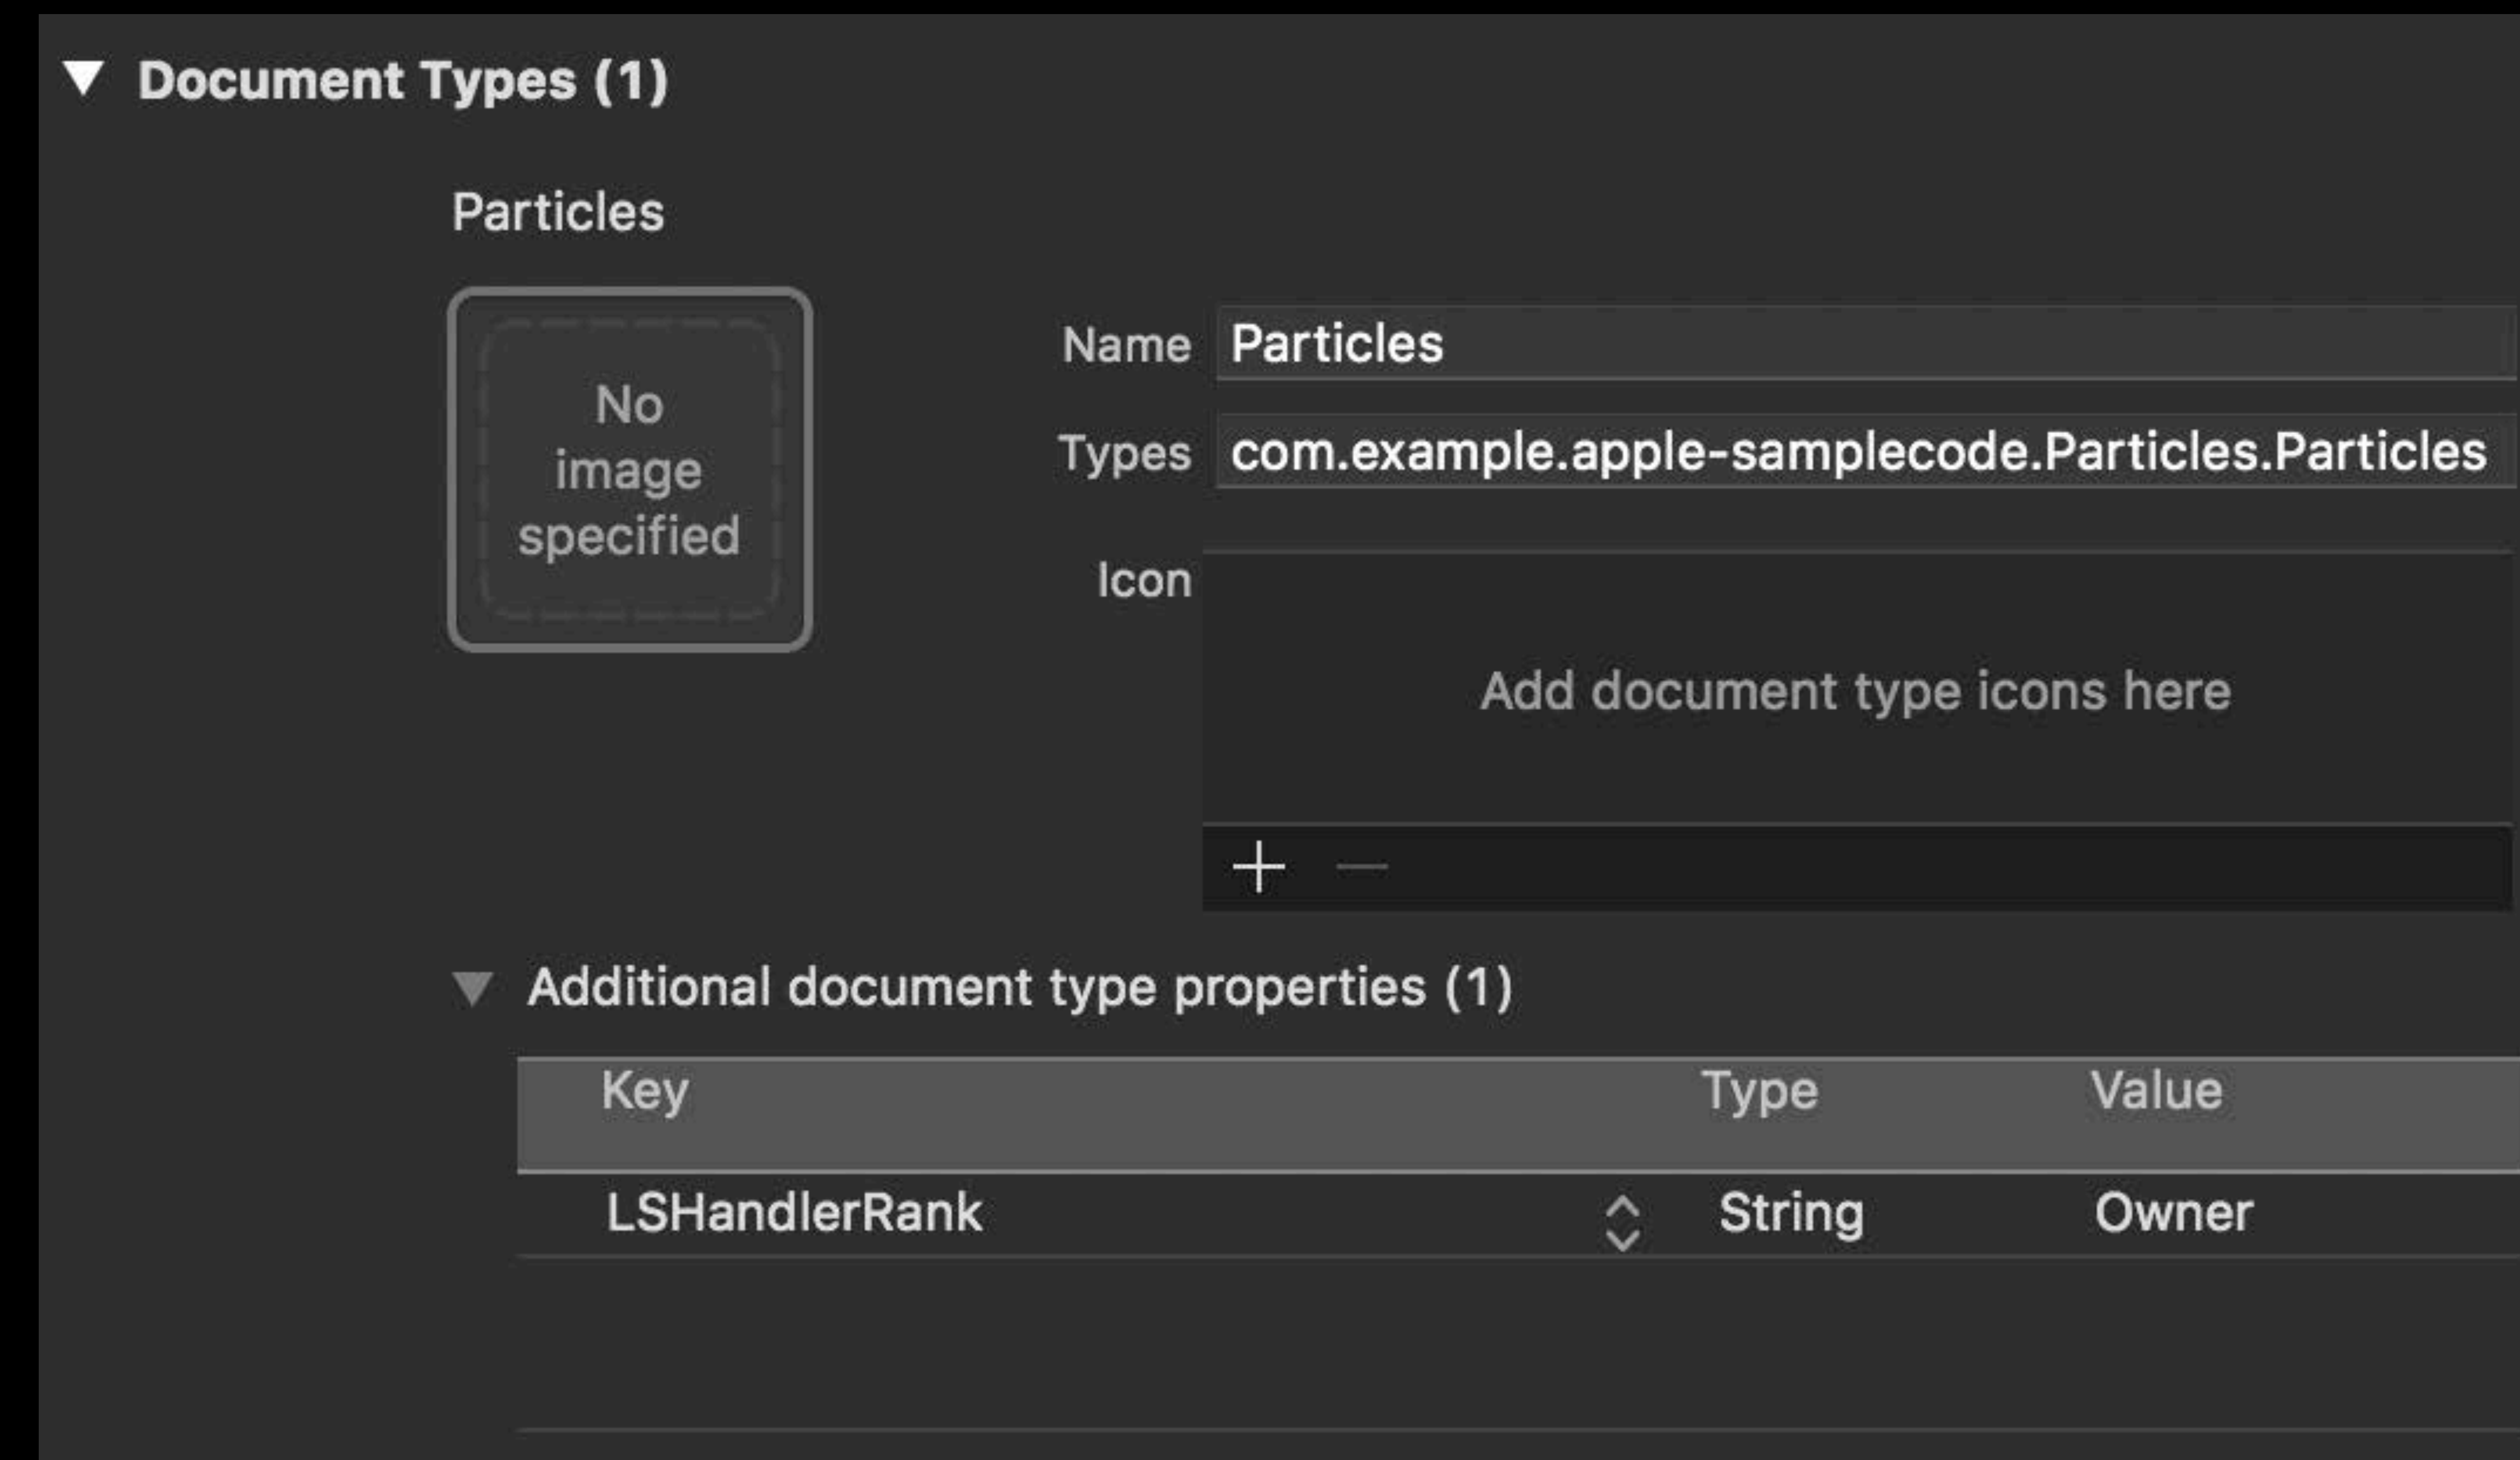 Document Types (1)
Particles
No
image
specified
Name Particles
Types com.example.apple-samplecode.Particles.Particles
Icon
Add document type icons here
Additional document type properties (1)
Key Type Value
LSHandlerRank String Owner